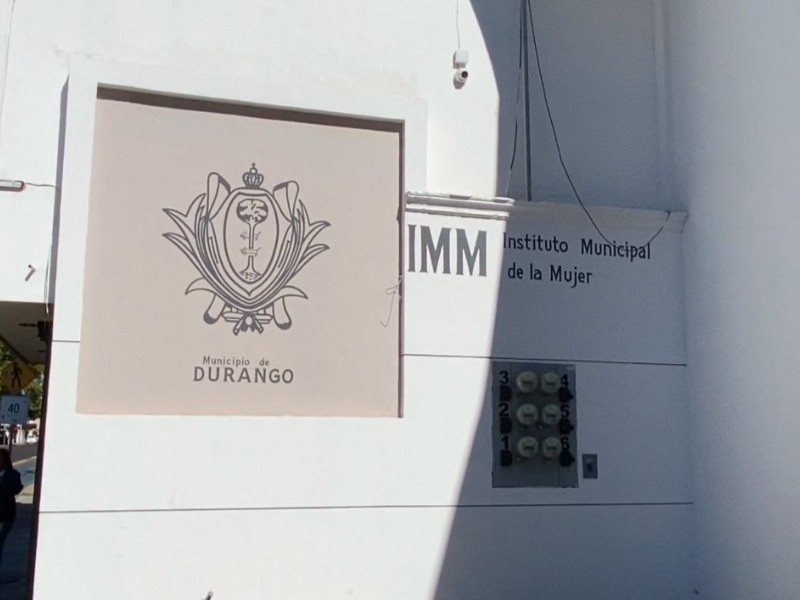 Municipio de
DURANGO
IMM
Instituto Municipal
de la Mujer
3 4
2 5
1 6
40